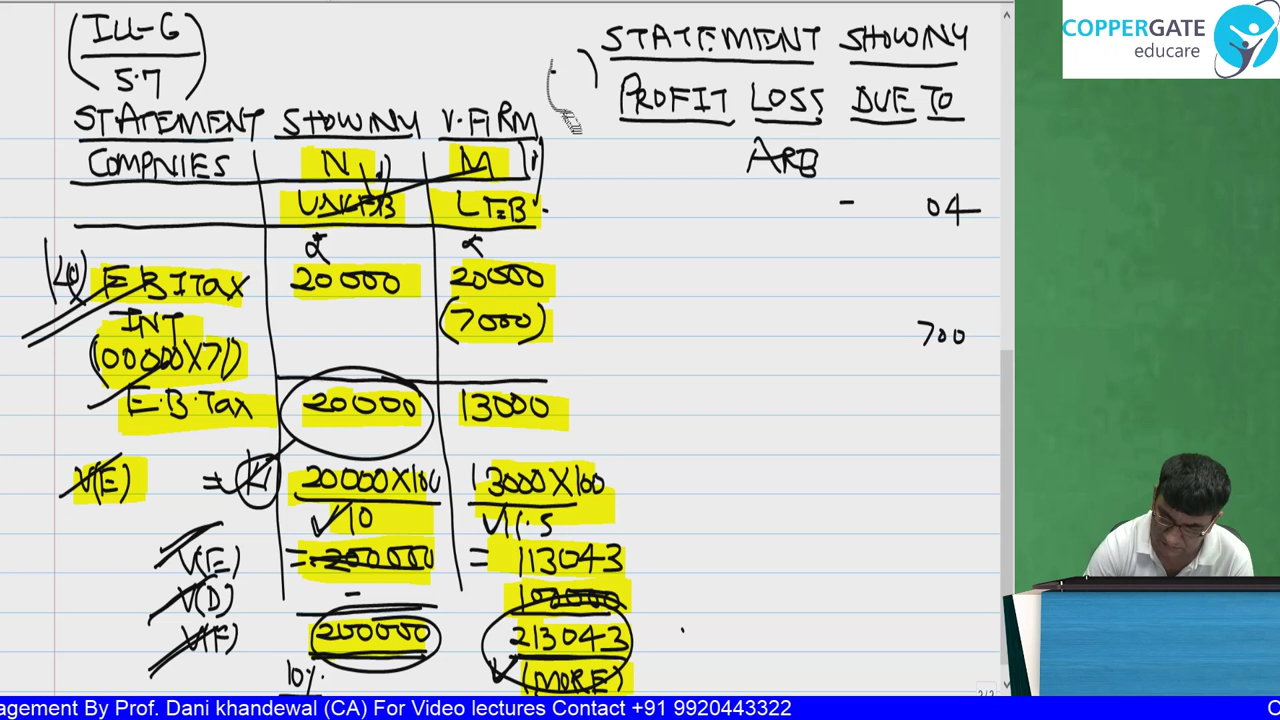 ILL-6
5.7
STATEMENT SHOWING V.FIRM
COMPNIES N M
LEB
EBITax 20000 20000
INT (7000)
E.B.Tax 20000 13000
V(E) = 20000X100 13000X100
10 11.5
V(E) = 200000 = 113043
V(D) - 100000
V(F) 200000 213043
10% (MORE)
STATEMENT SHOWING
PROFIT LOSS DUE TO
ARB
- 04
700
COPPERGATE
educare
agement By Prof. Dani khandewal (CA) For Video lectures Contact +91 9920443322